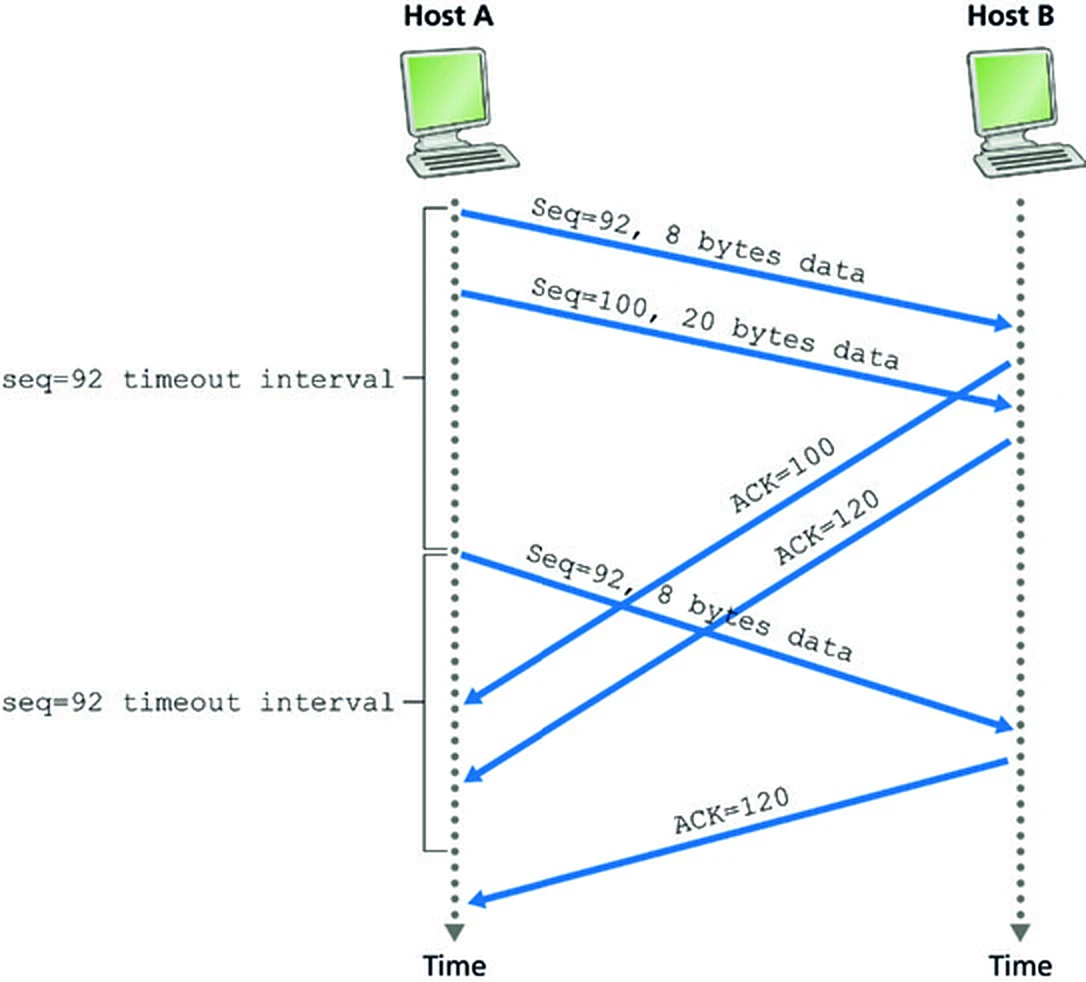 Host A
Host B
Seq=92, 8 bytes data
Seq=100, 20 bytes data
seq=92 timeout interval
ACK=100
ACK=120
Seq=92, 8 bytes data
seq=92 timeout interval
ACK=120
Time
Time